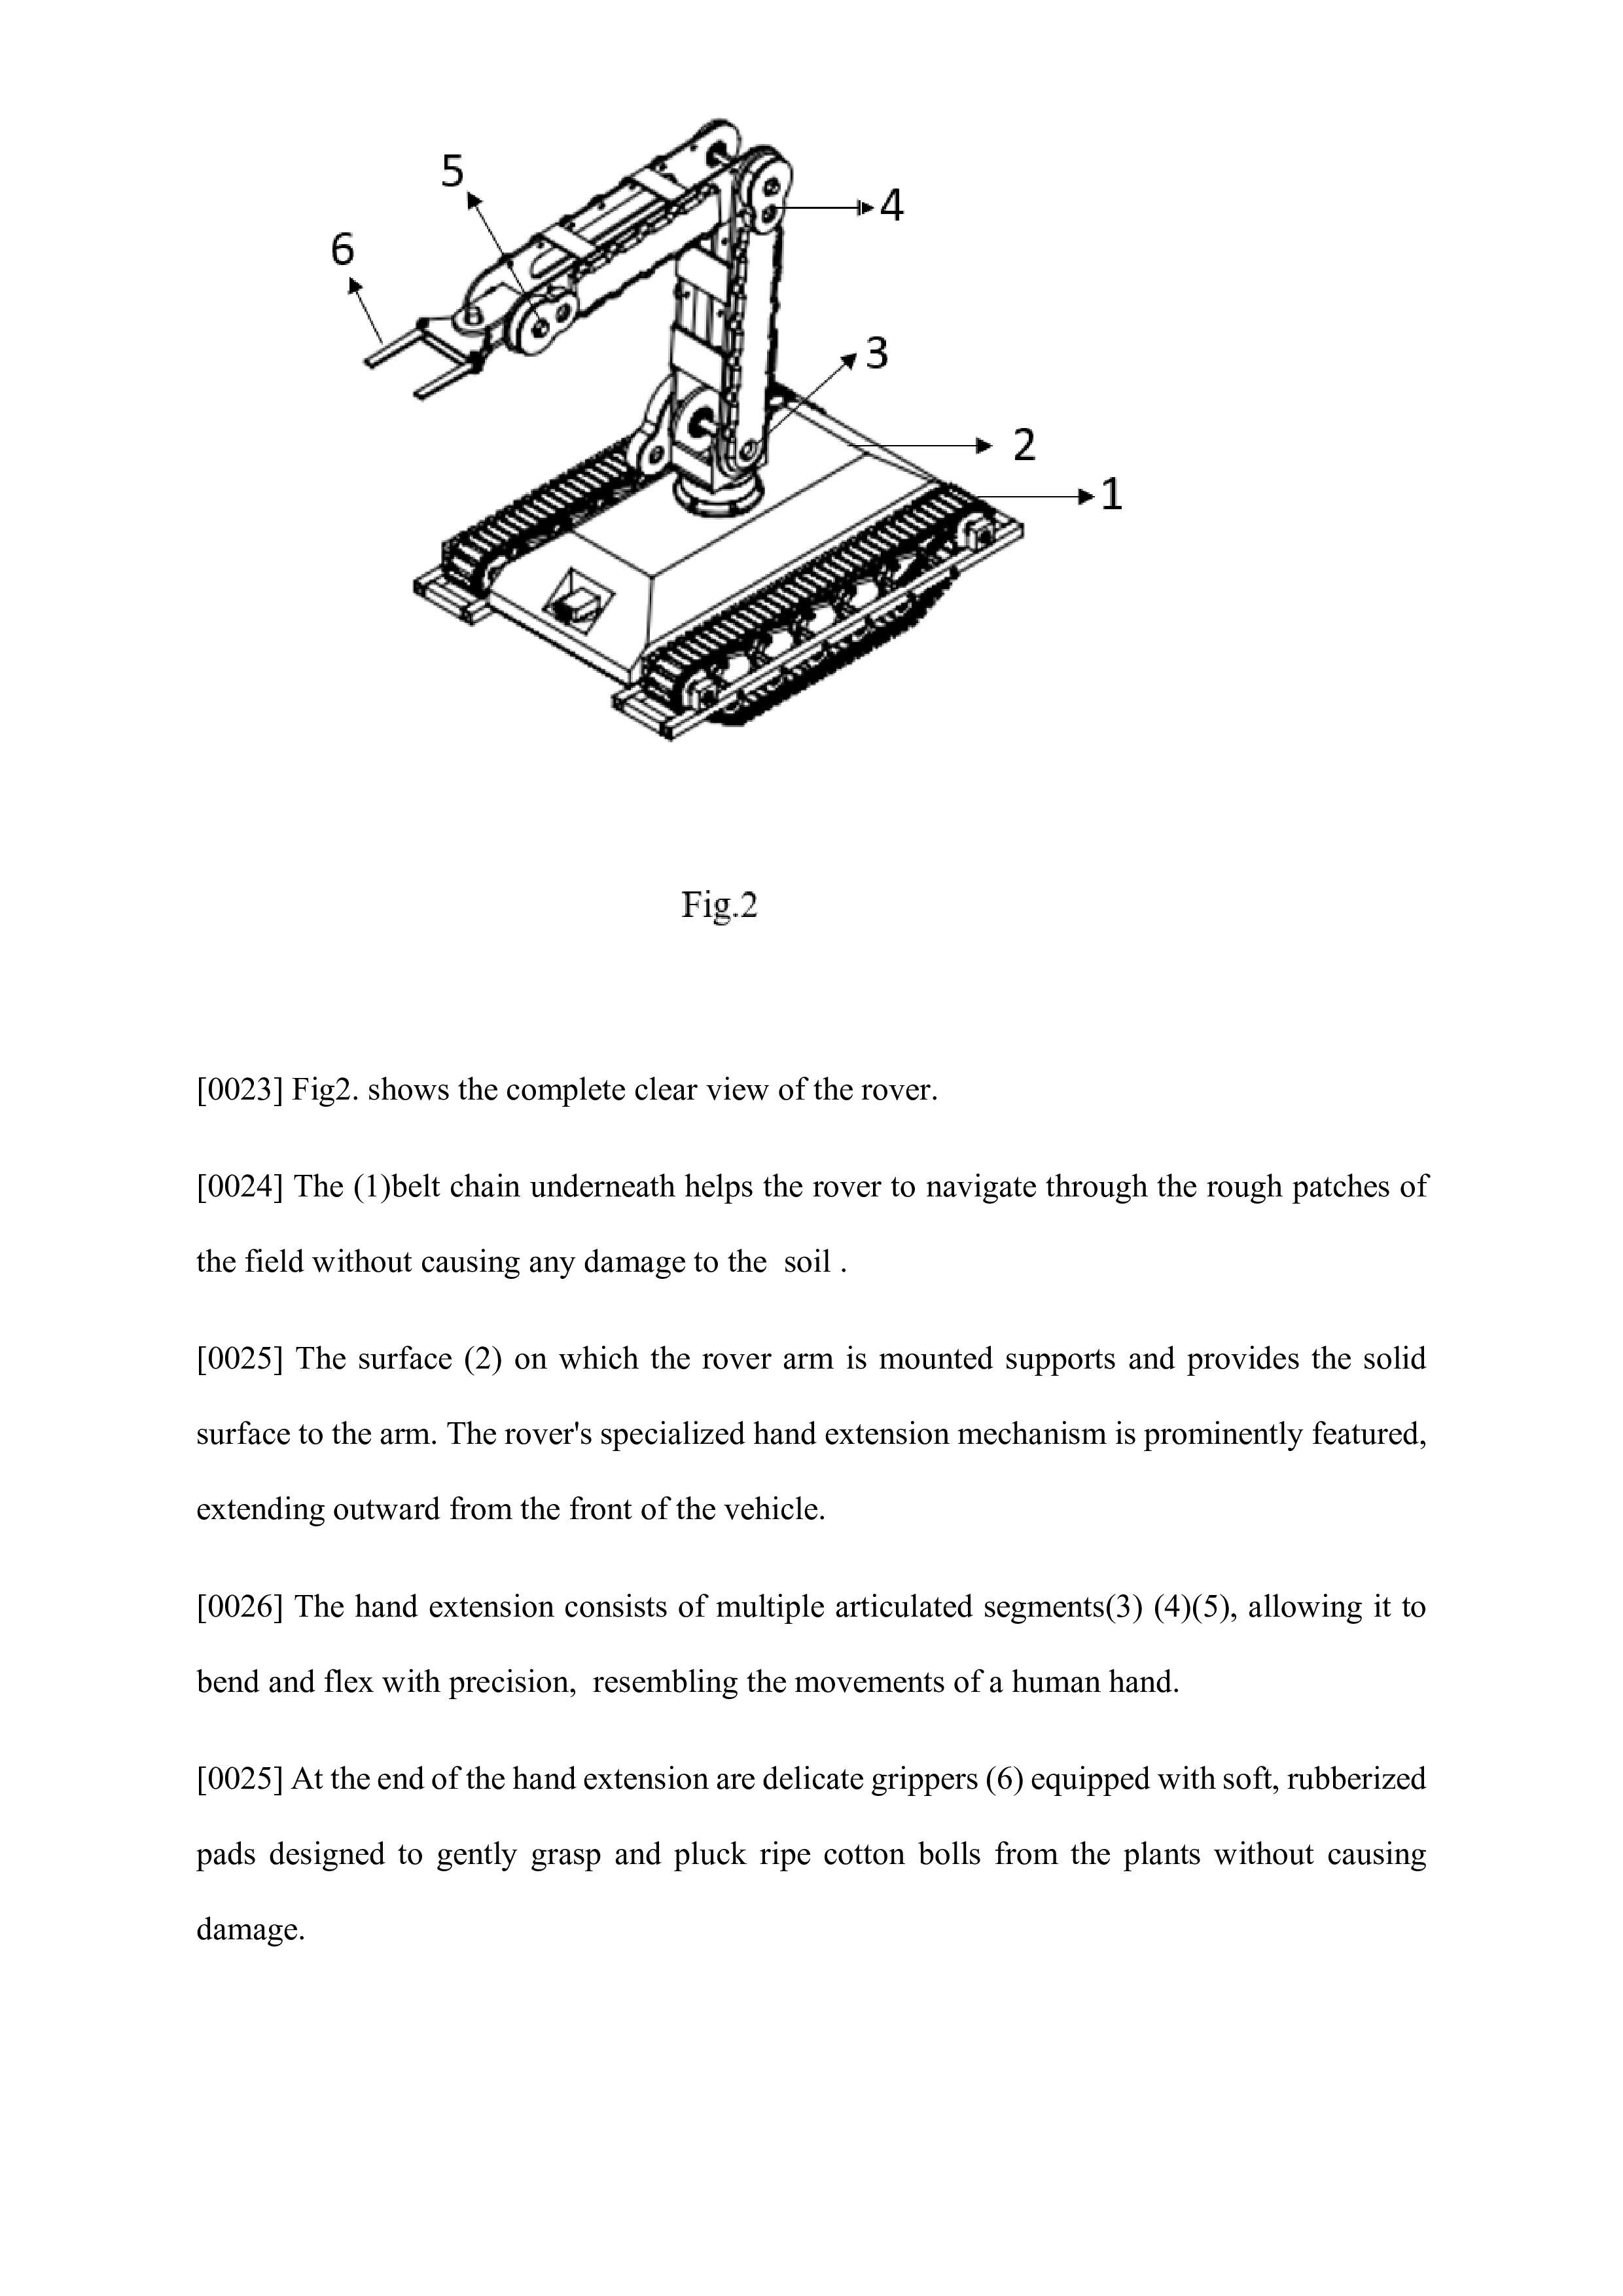 5
4
6
3
2
1
Fig.2
[0023] Fig2. shows the complete clear view of the rover.
[0024] The (1)belt chain underneath helps the rover to navigate through the rough patches of
the field without causing any damage to the  soil .
[0025] The surface (2) on which the rover arm is mounted supports and provides the solid
surface to the arm. The rover's specialized hand extension mechanism is prominently featured,
extending outward from the front of the vehicle.
[0026] The hand extension consists of multiple articulated segments(3) (4)(5), allowing it to
bend and flex with precision,  resembling the movements of a human hand.
[0025] At the end of the hand extension are delicate grippers (6) equipped with soft, rubberized
pads designed to gently grasp and pluck ripe cotton bolls from the plants without causing
damage.